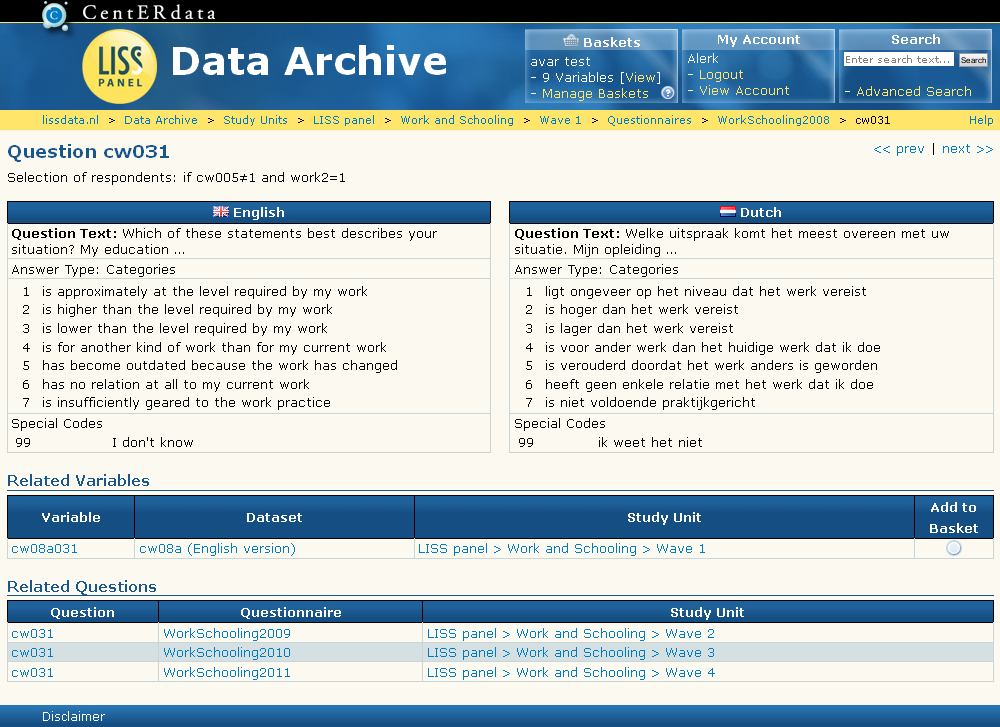 CentERdata
LISS PANEL
Data Archive
Baskets
avar test
- 9 Variables [View]
- Manage Baskets
My Account
Alerk
- Logout
- View Account
Search
Enter search text... Search
- Advanced Search
lissdata.nl > Data Archive > Study Units > LISS panel > Work and Schooling > Wave 1 > Questionnaires > WorkSchooling2008 > cw031 Help
Question cw031
<< prev | next >>
Selection of respondents: if cw005≠1 and work2=1
English
Question Text: Which of these statements best describes your
situation? My education ...
Answer Type: Categories
1 is approximately at the level required by my work
2 is higher than the level required by my work
3 is lower than the level required by my work
4 is for another kind of work than for my current work
5 has become outdated because the work has changed
6 has no relation at all to my current work
7 is insufficiently geared to the work practice
Special Codes
99 I don't know
Dutch
Question Text: Welke uitspraak komt het meest overeen met uw
situatie. Mijn opleiding ...
Answer Type: Categories
1 ligt ongeveer op het niveau dat het werk vereist
2 is hoger dan het werk vereist
3 is lager dan het werk vereist
4 is voor ander werk dan het huidige werk dat ik doe
5 is verouderd doordat het werk anders is geworden
6 heeft geen enkele relatie met het werk dat ik doe
7 is niet voldoende praktijkgericht
Special Codes
99 ik weet het niet
Related Variables
Variable Dataset Study Unit Add to Basket
cw08a031 cw08a (English version) LISS panel > Work and Schooling > Wave 1
Related Questions
Question Questionnaire Study Unit
cw031 WorkSchooling2009 LISS panel > Work and Schooling > Wave 2
cw031 WorkSchooling2010 LISS panel > Work and Schooling > Wave 3
cw031 WorkSchooling2011 LISS panel > Work and Schooling > Wave 4
Disclaimer